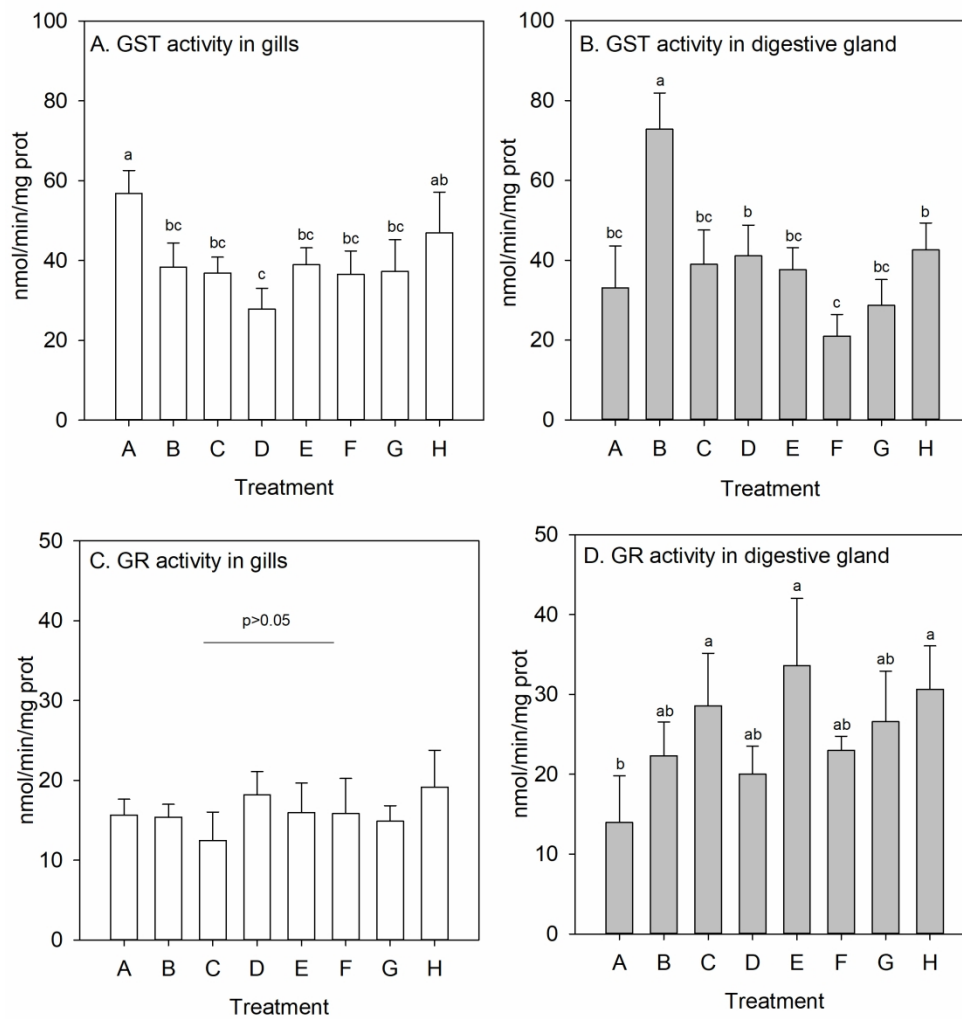 A. GST activity in gills
nmol/min/mg prot
100
80
60
40
20
0
a
bc
bc
c
bc
bc
bc
ab
A B C D E F G H
Treatment
B. GST activity in digestive gland
nmol/min/mg prot
100
80
60
40
20
0
bc
a
bc
b
bc
c
bc
b
A B C D E F G H
Treatment
C. GR activity in gills
nmol/min/mg prot
50
40
30
20
10
0
p>0.05
A B C D E F G H
Treatment
D. GR activity in digestive gland
nmol/min/mg prot
50
40
30
20
10
0
b
ab
a
ab
a
ab
ab
a
A B C D E F G H
Treatment